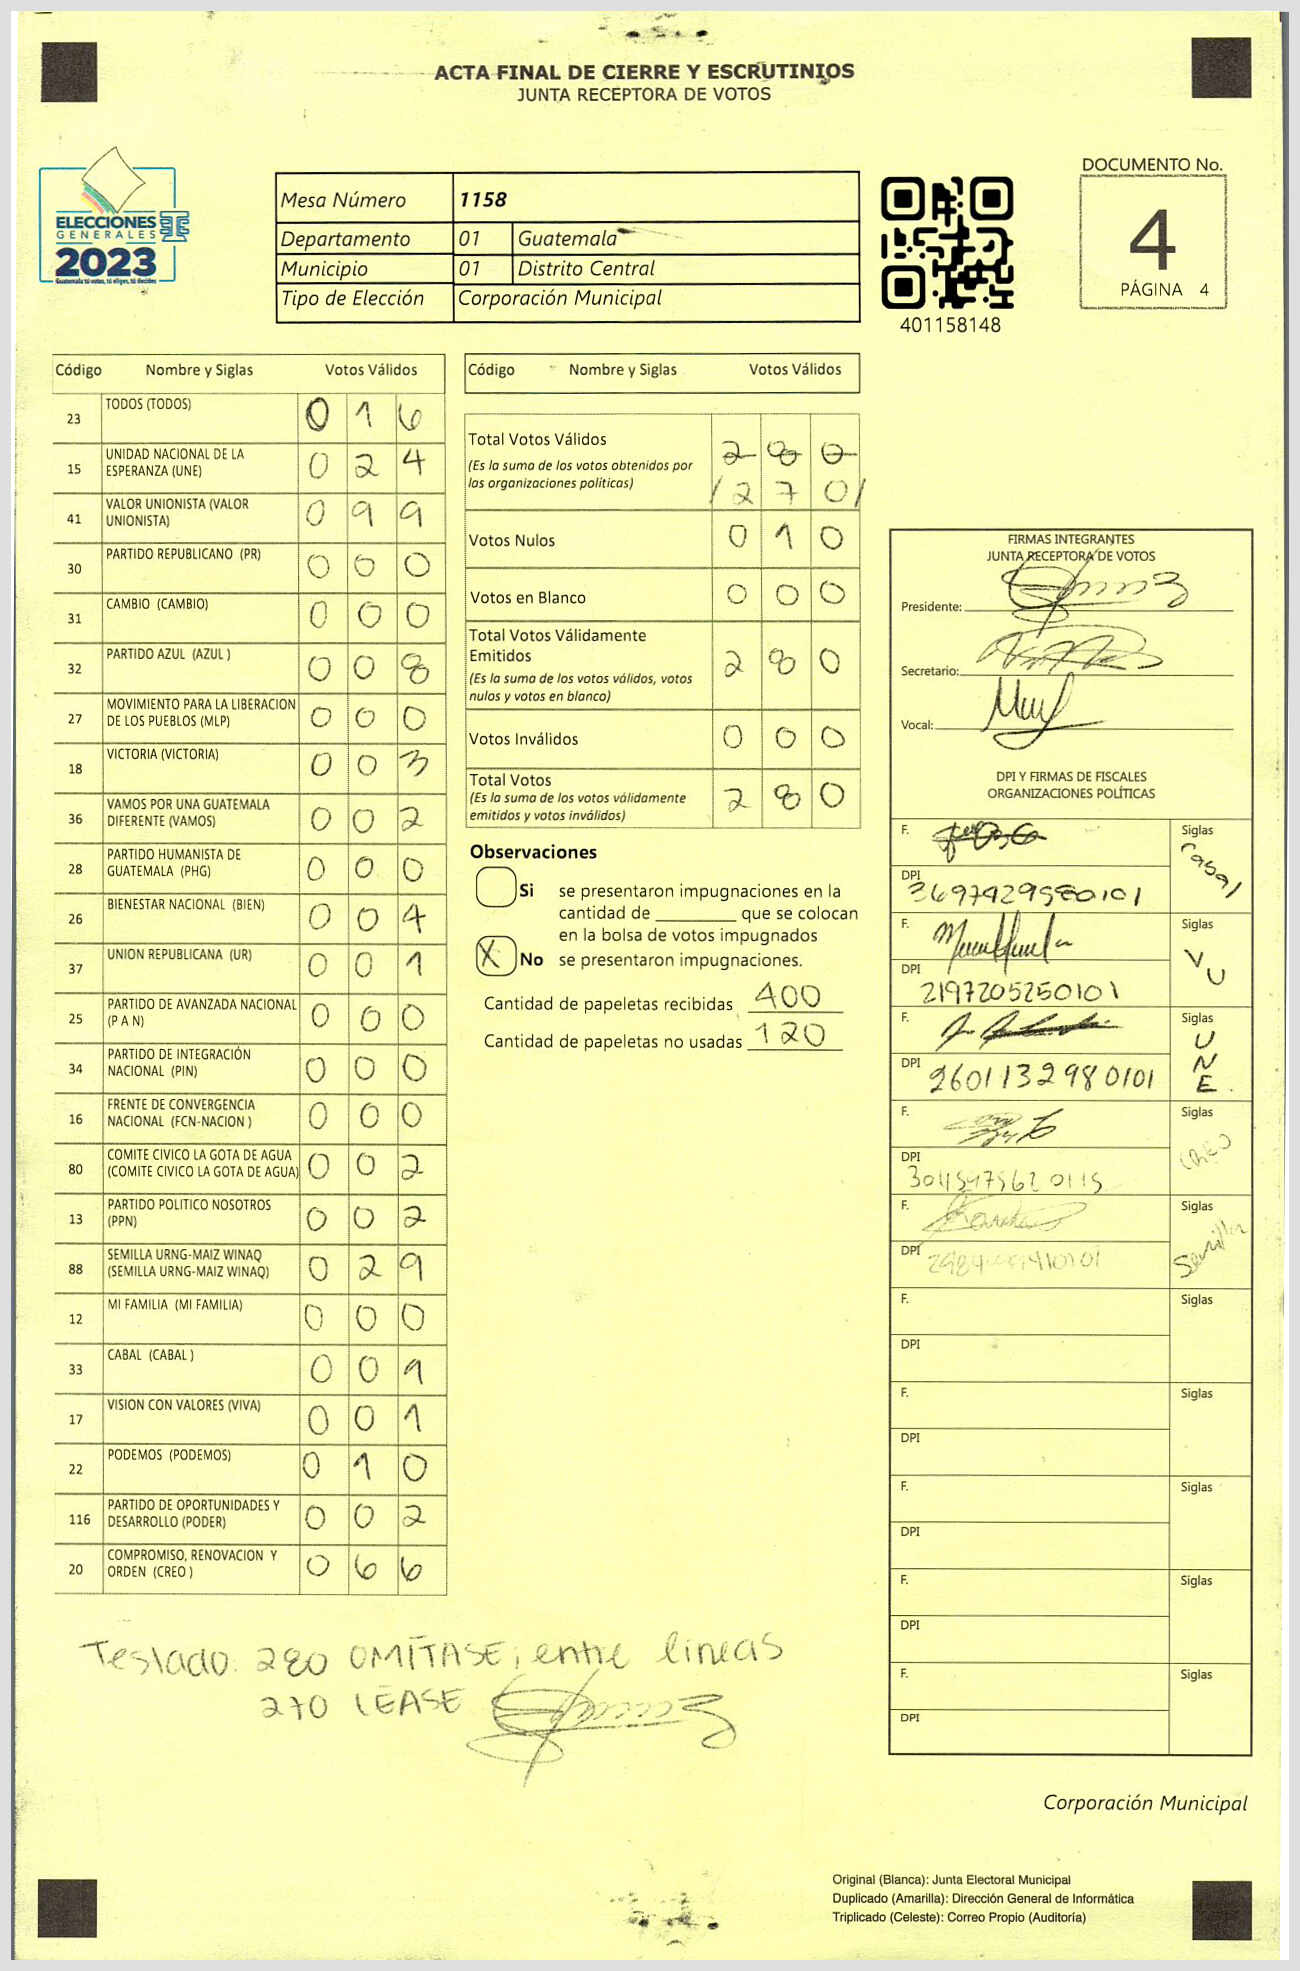 ACTA FINAL DE CIERRE Y ESCRUTINIOS
JUNTA RECEPTORA DE VOTOS
ELECCIONES
GENERALES
2023
Guatemala tú votas, tú eliges, tú decides
Mesa Número 1158
Departamento 01 Guatemala
Municipio 01 Distrito Central
Tipo de Elección Corporación Municipal
401158148
DOCUMENTO No.
4
PÁGINA 4
Código Nombre y Siglas Votos Válidos
23 TODOS (TODOS) 0 1 6
15 UNIDAD NACIONAL DE LA
ESPERANZA (UNE) 0 2 4
41 VALOR UNIONISTA (VALOR
UNIONISTA) 0 9 9
30 PARTIDO REPUBLICANO (PR) 0 0 0
31 CAMBIO (CAMBIO) 0 0 0
32 PARTIDO AZUL (AZUL ) 0 0 8
27 MOVIMIENTO PARA LA LIBERACION
DE LOS PUEBLOS (MLP) 0 0 0
18 VICTORIA (VICTORIA) 0 0 3
36 VAMOS POR UNA GUATEMALA
DIFERENTE (VAMOS) 0 0 2
28 PARTIDO HUMANISTA DE
GUATEMALA (PHG) 0 0 0
26 BIENESTAR NACIONAL (BIEN) 0 0 4
37 UNION REPUBLICANA (UR) 0 0 1
25 PARTIDO DE AVANZADA NACIONAL
(P A N) 0 0 0
34 PARTIDO DE INTEGRACIÓN
NACIONAL (PIN) 0 0 0
16 FRENTE DE CONVERGENCIA
NACIONAL (FCN-NACION ) 0 0 0
80 COMITE CIVICO LA GOTA DE AGUA
(COMITE CIVICO LA GOTA DE AGUA) 0 0 2
13 PARTIDO POLITICO NOSOTROS
(PPN) 0 0 2
88 SEMILLA URNG-MAIZ WINAQ
(SEMILLA URNG-MAIZ WINAQ) 0 2 9
12 MI FAMILIA (MI FAMILIA) 0 0 0
33 CABAL (CABAL ) 0 0 1
17 VISION CON VALORES (VIVA) 0 0 1
22 PODEMOS (PODEMOS) 0 1 0
116 PARTIDO DE OPORTUNIDADES Y
DESARROLLO (PODER) 0 0 2
20 COMPROMISO, RENOVACION Y
ORDEN (CREO ) 0 6 6
Código Nombre y Siglas Votos Válidos
Total Votos Válidos 2 8 0
(Es la suma de los votos obtenidos por
las organizaciones políticas) /2 7 0/
Votos Nulos 0 1 0
Votos en Blanco 0 0 0
Total Votos Válidamente
Emitidos 2 8 0
(Es la suma de los votos válidos, votos
nulos y votos en blanco)
Votos Inválidos 0 0 0
Total Votos 2 8 0
(Es la suma de los votos válidamente
emitidos y votos inválidos)
Observaciones
Si se presentaron impugnaciones en la
cantidad de ________ que se colocan
en la bolsa de votos impugnados
X No se presentaron impugnaciones.
Cantidad de papeletas recibidas 400
Cantidad de papeletas no usadas 120
FIRMAS INTEGRANTES
JUNTA RECEPTORA DE VOTOS
Presidente:
Secretario:
Vocal:
DPI Y FIRMAS DE FISCALES
ORGANIZACIONES POLÍTICAS
F. Siglas
DPI
F. Siglas VU
DPI 2197205250101
F. Siglas UNE.
DPI 2601132980101
F. Siglas CREO
DPI
F. Siglas Semilla
DPI
F. Siglas
DPI
F. Siglas
DPI
F. Siglas
DPI
F. Siglas
DPI
F. Siglas
DPI
Testado 280 OMÍTASE; entre lineas
270 LEASE
Corporación Municipal
Original (Blanca): Junta Electoral Municipal
Duplicado (Amarilla): Dirección General de Informática
Triplicado (Celeste): Correo Propio (Auditoría)